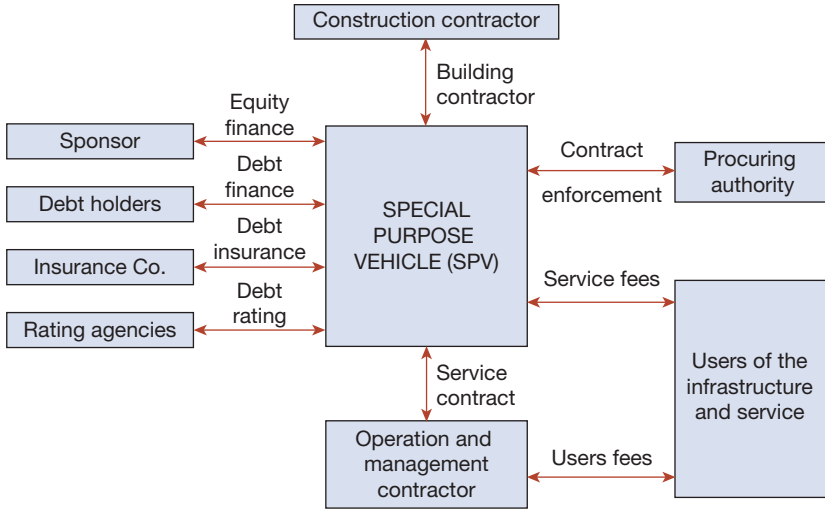 Construction contractor
Building
contractor
Equity
finance
Sponsor
Debt
finance
Debt holders
Debt
insurance
Insurance Co.
Debt
rating
Rating agencies
SPECIAL
PURPOSE
VEHICLE (SPV)
Contract
enforcement
Procuring
authority
Service fees
Users of the
infrastructure
and service
Service
contract
Operation and
management
contractor
Users fees